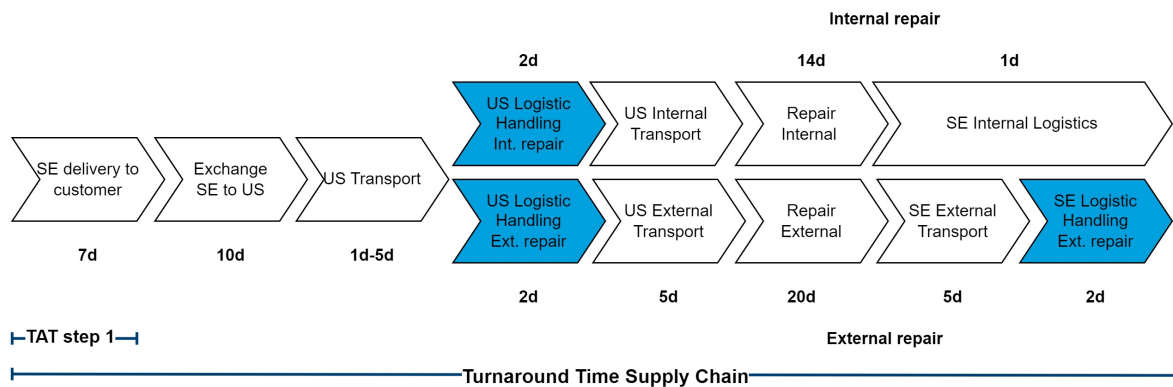 Internal repair
2d
14d
1d
US Logistic
Handling
Int. repair
US Internal
Transport
Repair
Internal
SE Internal Logistics
SE delivery to
customer
Exchange
SE to US
US Transport
7d
10d
1d-5d
US Logistic
Handling
Ext. repair
US External
Transport
Repair
External
SE External
Transport
SE Logistic
Handling
Ext. repair
2d
5d
20d
5d
2d
TAT step 1
External repair
Turnaround Time Supply Chain